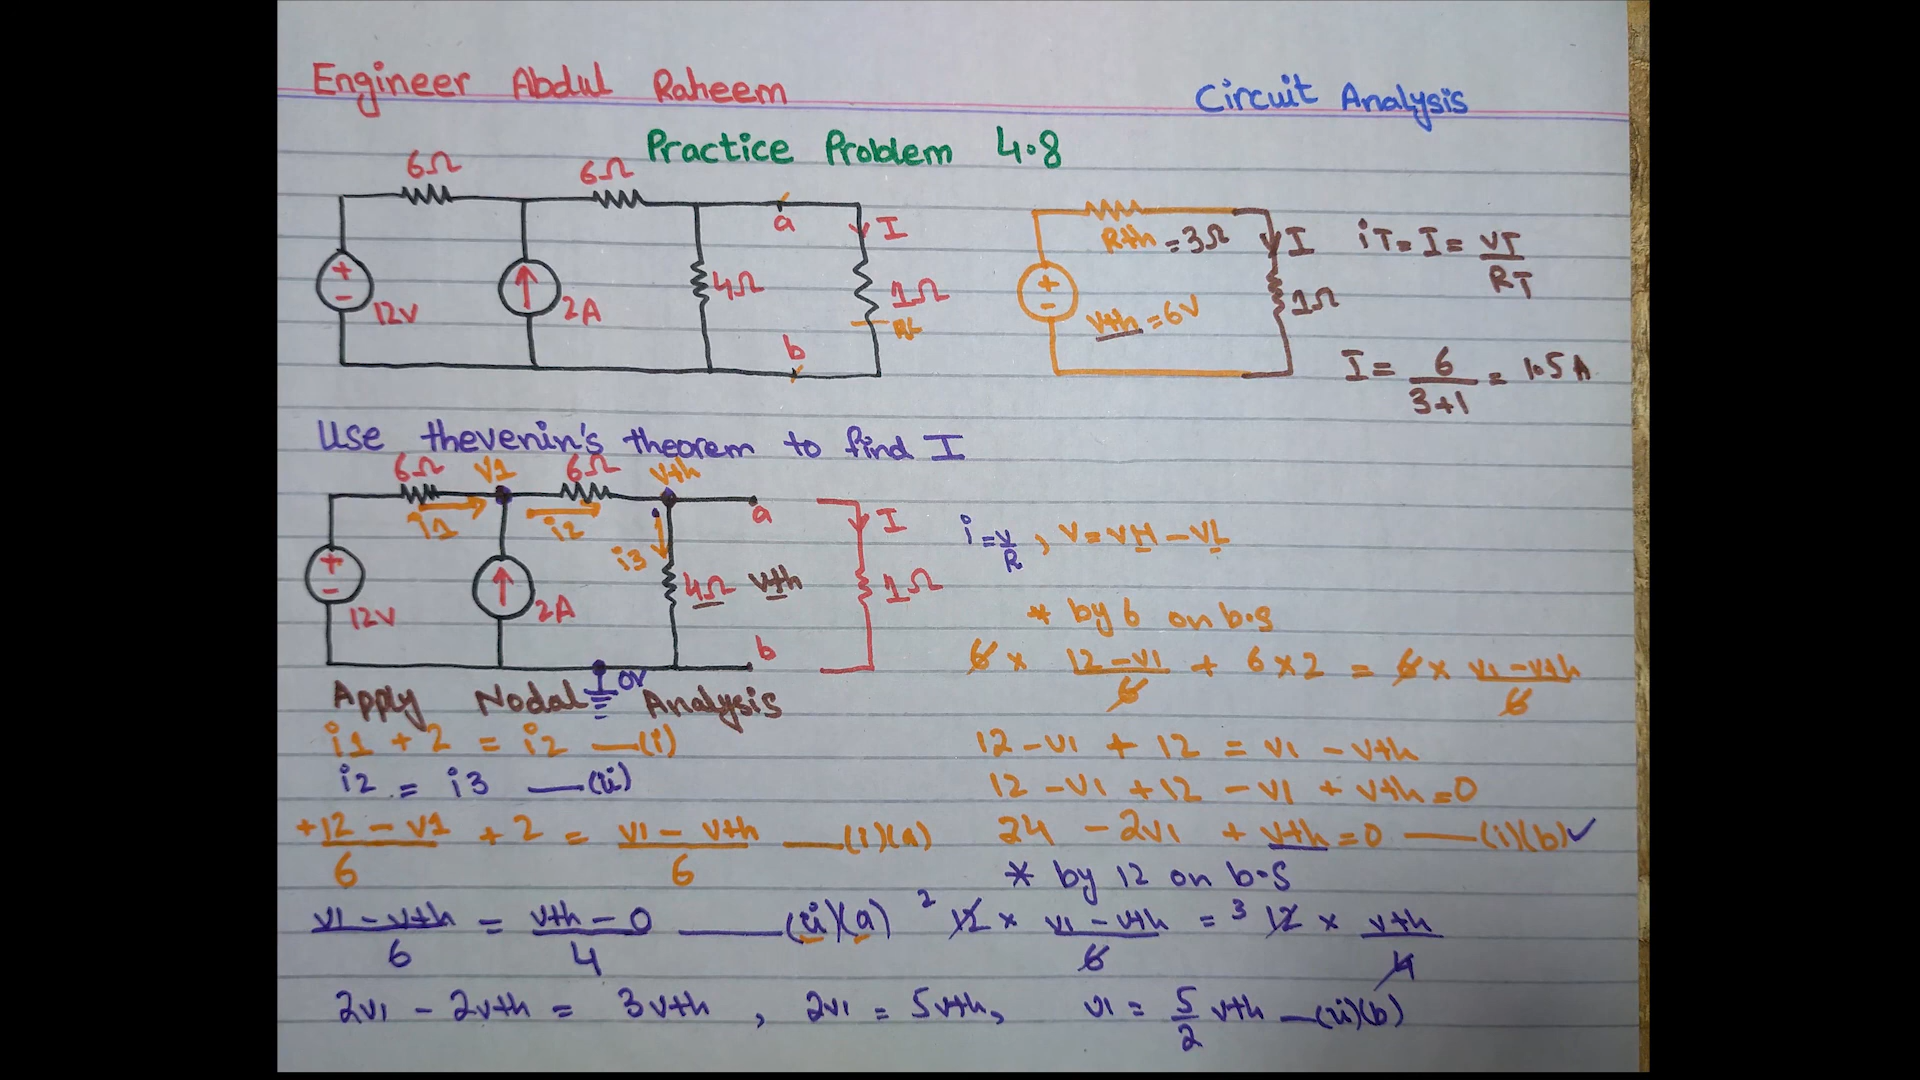 Engineer Abdul Raheem
Circuit Analysis
Practice Problem 4.8
6Ω 6Ω
a I
+ - 12V
2A
4Ω
1Ω
RL
b
Rth = 3Ω
I
+ -
Vth = 6V
1Ω
iT = I = VT/RT
I = 6/(3+1) = 1.5 A
Use thevenin's theorem to find I
6Ω V1 6Ω Vth
i1 i2 i3
a I
+ - 12V
2A
4Ω Vth
1Ω
b
0V
i = V/R, V = VH - VL
Apply Nodal Analysis
i1 + 2 = i2 —(i)
i2 = i3 —(ii)
+12 - V1/6 + 2 = V1 - Vth/6 —(i)(a)
V1 - Vth/6 = Vth - 0/4 —(ii)(a)
2V1 - 2Vth = 3Vth, 2V1 = 5Vth,
* by 6 on b.s
6 × 12 - V1/6 + 6 × 2 = 6 × V1 - Vth/6
12 - V1 + 12 = V1 - Vth
12 - V1 + 12 - V1 + Vth = 0
24 - 2V1 + Vth = 0 —(i)(b) ✓
* by 12 on b.s
2 12 × V1 - Vth/6 = 3 12 × Vth/4
V1 = 5/2 Vth —(ii)(b)